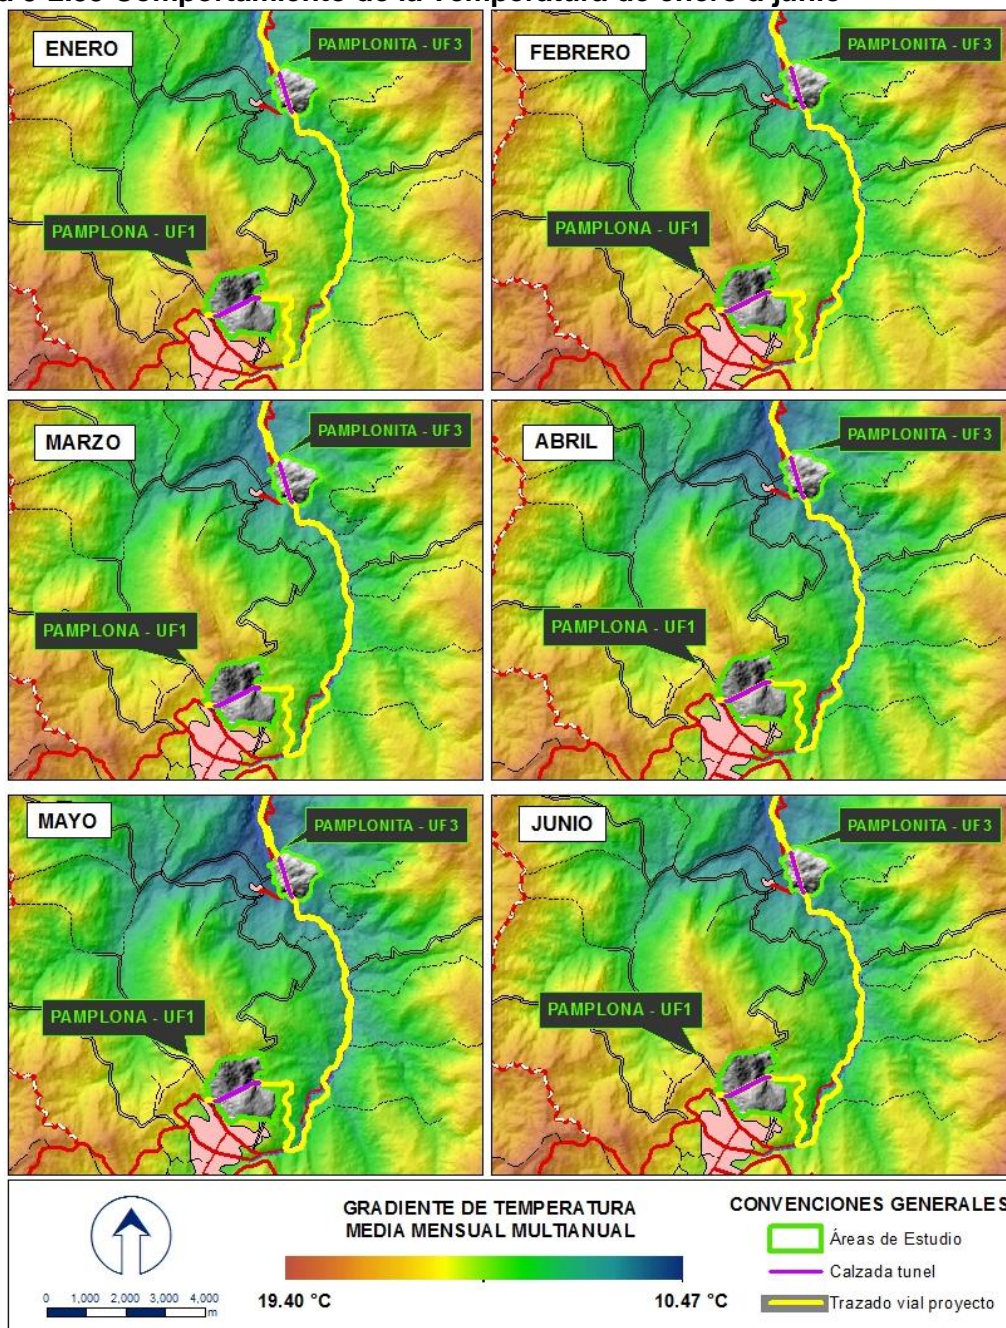 Comportamiento de la Temperatura de enero a junio
ENERO
PAMPLONITA - UF3
PAMPLONA - UF1
FEBRERO
PAMPLONITA - UF3
PAMPLONA - UF1
MARZO
PAMPLONITA - UF3
PAMPLONA - UF1
ABRIL
PAMPLONITA - UF3
PAMPLONA - UF1
MAYO
PAMPLONITA - UF3
PAMPLONA - UF1
JUNIO
PAMPLONITA - UF3
PAMPLONA - UF1
0 1,000 2,000 3,000 4,000
m
GRADIENTE DE TEMPERATURA
MEDIA MENSUAL MULTIANUAL
19.40 °C 10.47 °C
CONVENCIONES GENERALES
Áreas de Estudio
Calzada tunel
Trazado vial proyecto